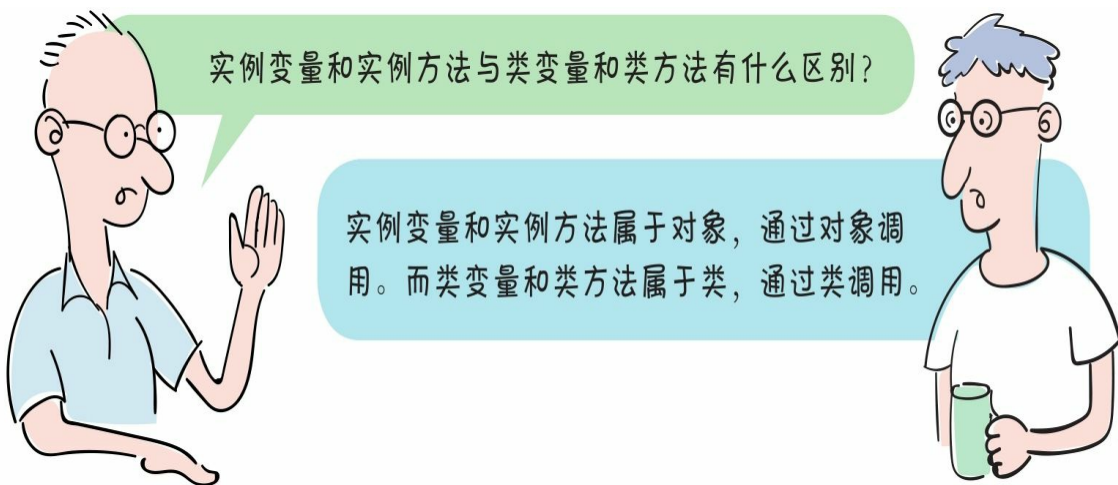 实例变量和实例方法与类变量和类方法有什么区别?
实例变量和实例方法属于对象，通过对象调
用。而类变量和类方法属于类，通过类调用。